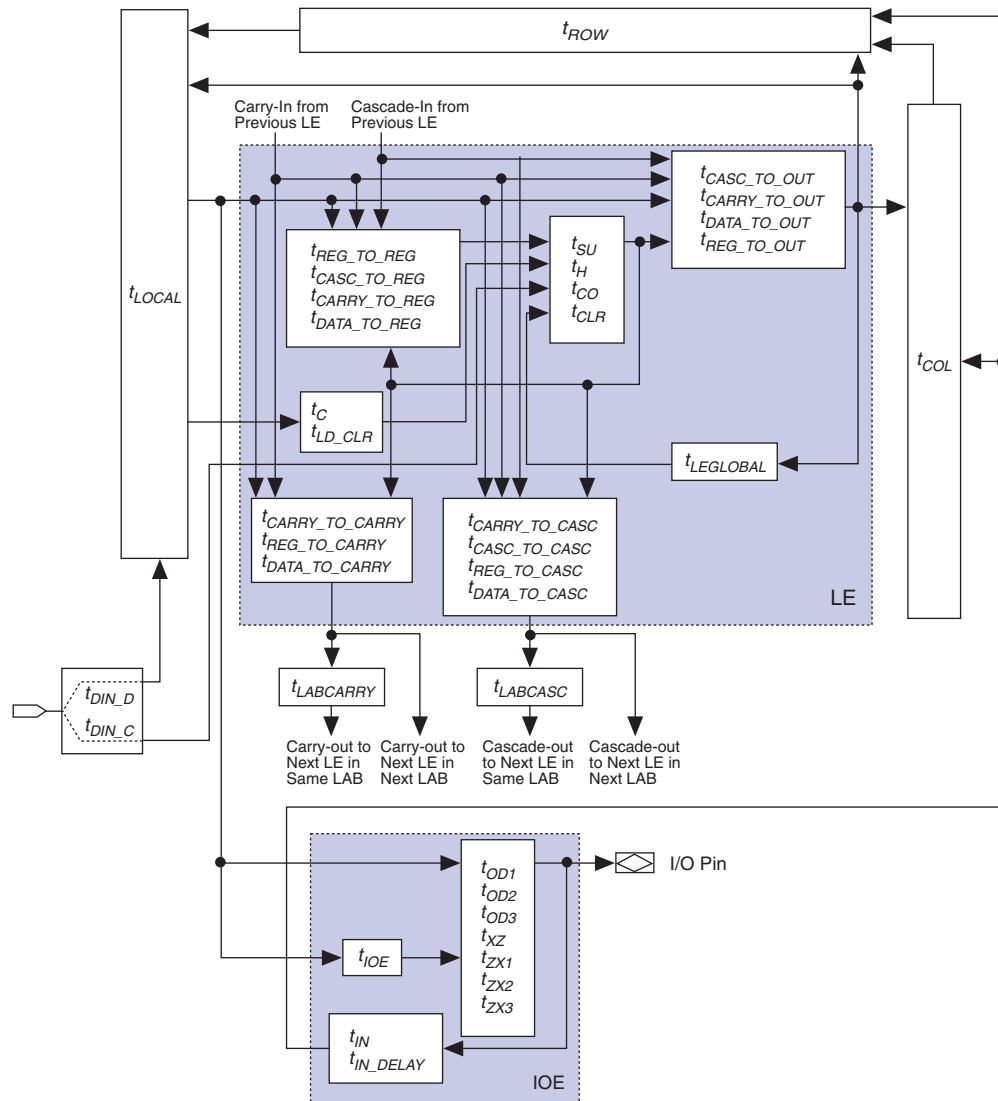 tROW
Carry-In from
Previous LE
Cascade-In from
Previous LE
tLOCAL
tCASC_TO_OUT
tCARRY_TO_OUT
tDATA_TO_OUT
tREG_TO_OUT
tREG_TO_REG
tCASC_TO_REG
tCARRY_TO_REG
tDATA_TO_REG
tSU
tH
tCO
tCLR
tCOL
tC
tLD_CLR
tLEGLOBAL
tCARRY_TO_CARRY
tREG_TO_CARRY
tDATA_TO_CARRY
tCARRY_TO_CASC
tCASC_TO_CASC
tREG_TO_CASC
tDATA_TO_CASC
LE
tDIN_D
tDIN_C
tLABCARRY
tLABCASC
Carry-out to
Next LE in
Same LAB
Carry-out to
Next LE in
Next LAB
Cascade-out
to Next LE in
Same LAB
Cascade-out
to Next LE in
Next LAB
tOD1
tOD2
tOD3
tXZ
tZX1
tZX2
tZX3
I/O Pin
tIOE
tIN
tIN_DELAY
IOE